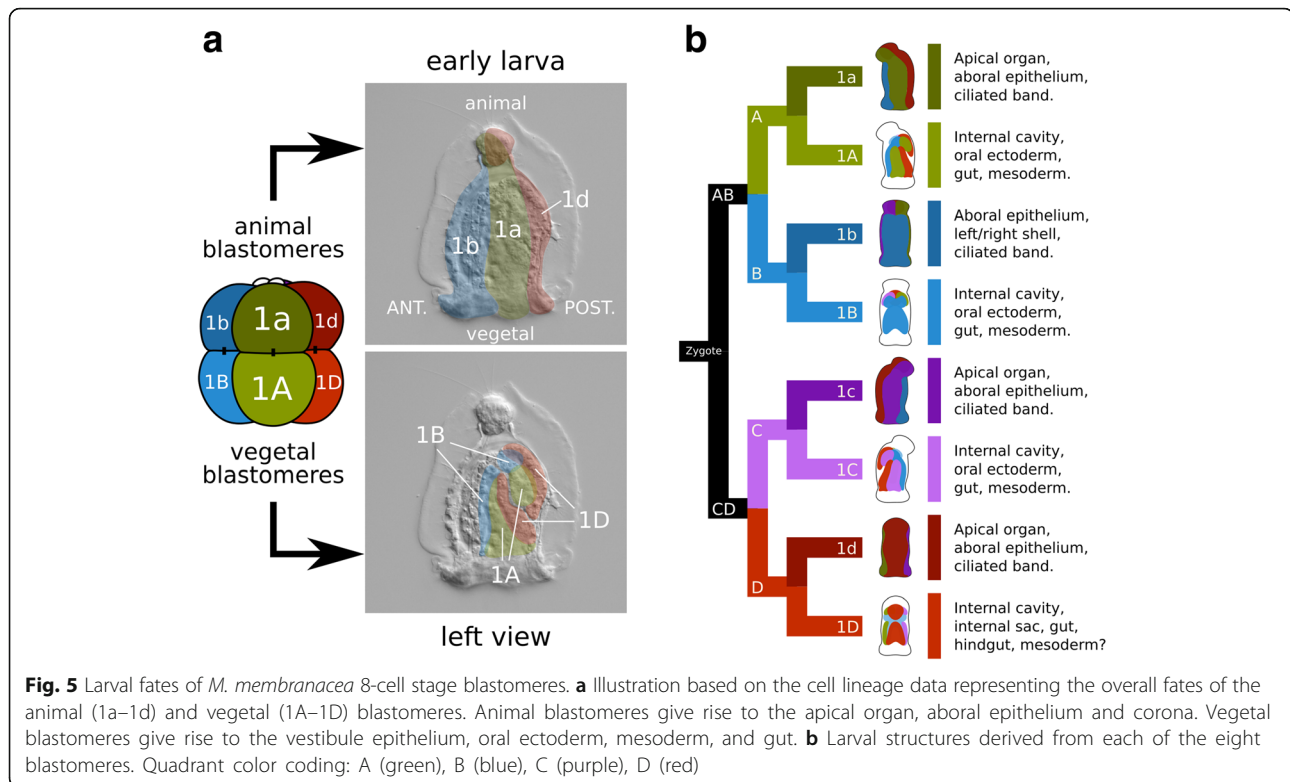 a
early larva
animal
1d
1a
1b
ANT.
POST.
vegetal
animal
blastomeres
1b
1a
1d
1B
1A
1D
vegetal
blastomeres
1B
1D
1A
left view
b
Zygote
AB
CD
A
B
C
D
1a
Apical organ,
aboral epithelium,
ciliated band.
1A
Internal cavity,
oral ectoderm,
gut, mesoderm.
1b
Aboral epithelium,
left/right shell,
ciliated band.
1B
Internal cavity,
oral ectoderm,
gut, mesoderm.
1c
Apical organ,
aboral epithelium,
ciliated band.
1C
Internal cavity,
oral ectoderm,
gut, mesoderm.
1d
Apical organ,
aboral epithelium,
ciliated band.
1D
Internal cavity,
internal sac, gut,
hindgut, mesoderm?
Fig. 5 Larval fates of M. membranacea 8-cell stage blastomeres. a Illustration based on the cell lineage data representing the overall fates of the
animal (1a–1d) and vegetal (1A–1D) blastomeres. Animal blastomeres give rise to the apical organ, aboral epithelium and corona. Vegetal
blastomeres give rise to the vestibule epithelium, oral ectoderm, mesoderm, and gut. b Larval structures derived from each of the eight
blastomeres. Quadrant color coding: A (green), B (blue), C (purple), D (red)